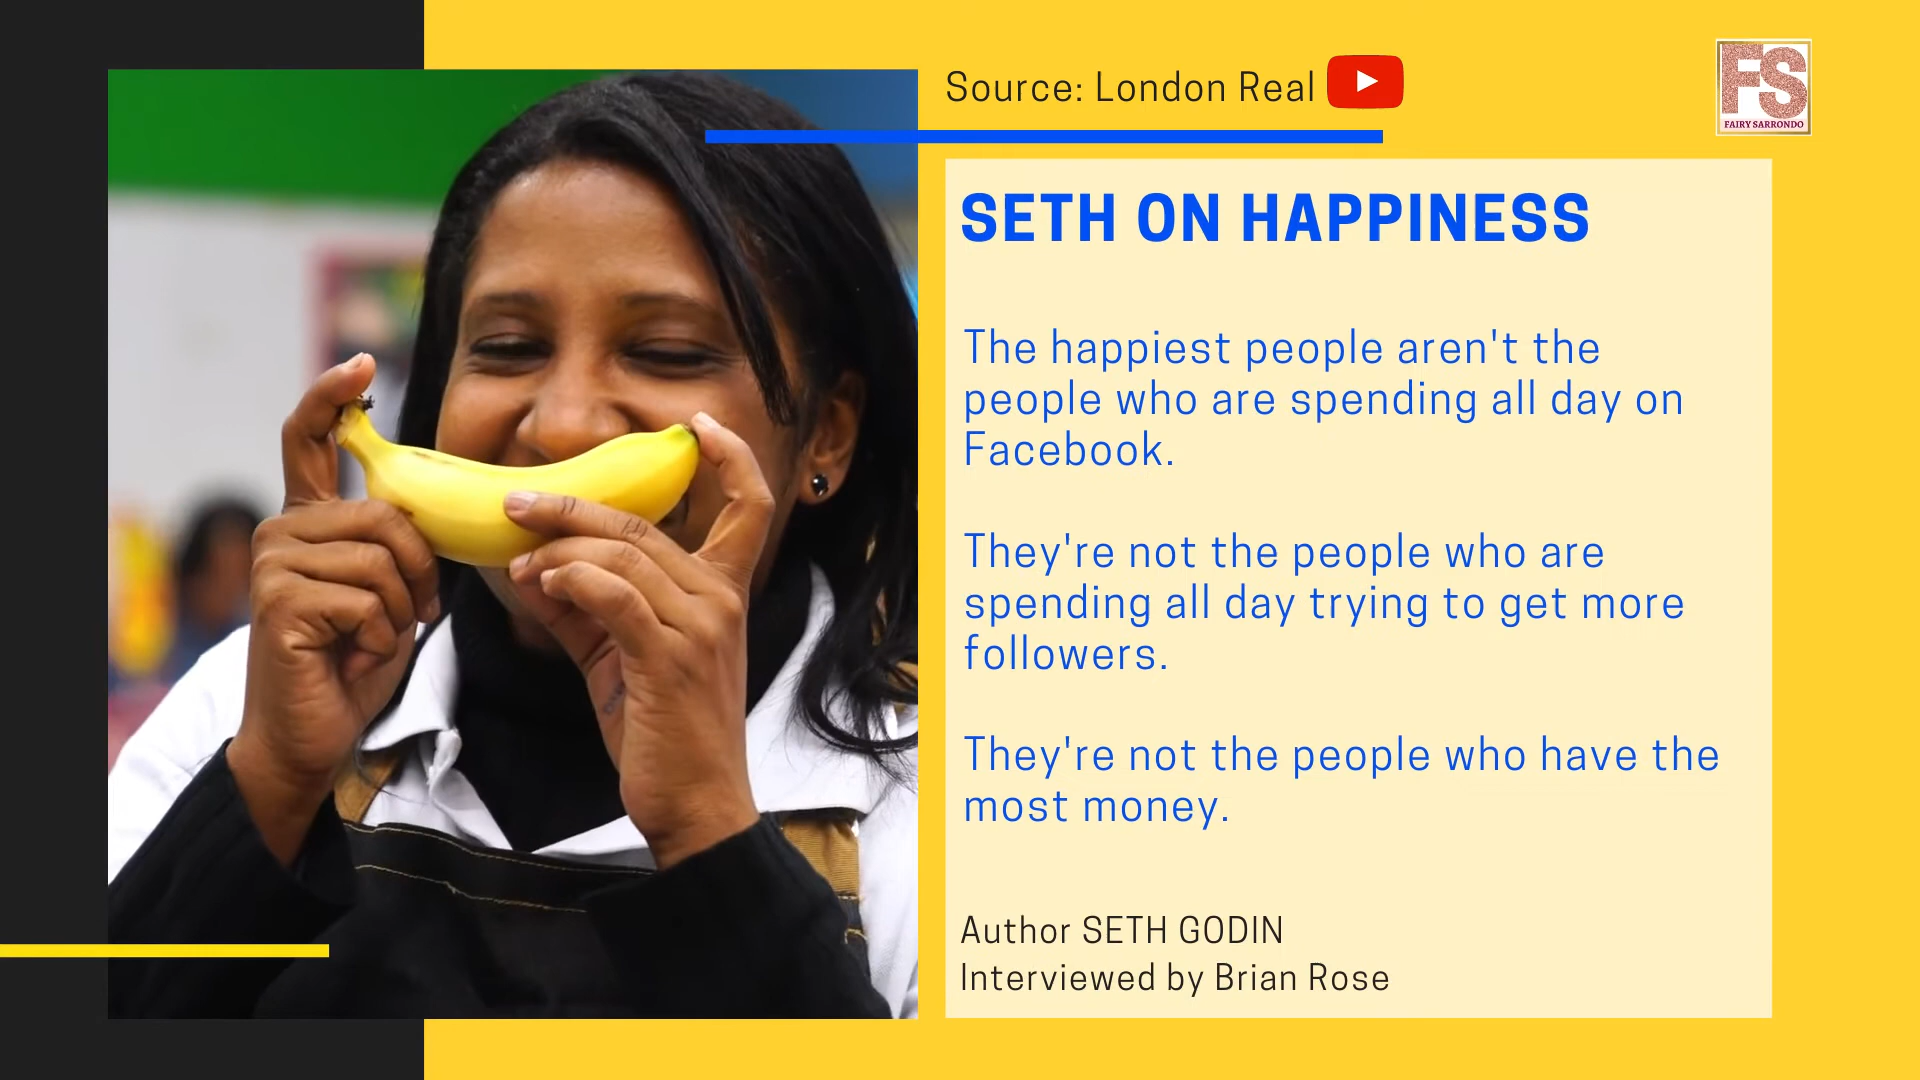 Source: London Real
FS
FAIRY SARRONDO
SETH ON HAPPINESS
The happiest people aren't the
people who are spending all day on
Facebook.
They're not the people who are
spending all day trying to get more
followers.
They're not the people who have the
most money.
Author SETH GODIN
Interviewed by Brian Rose